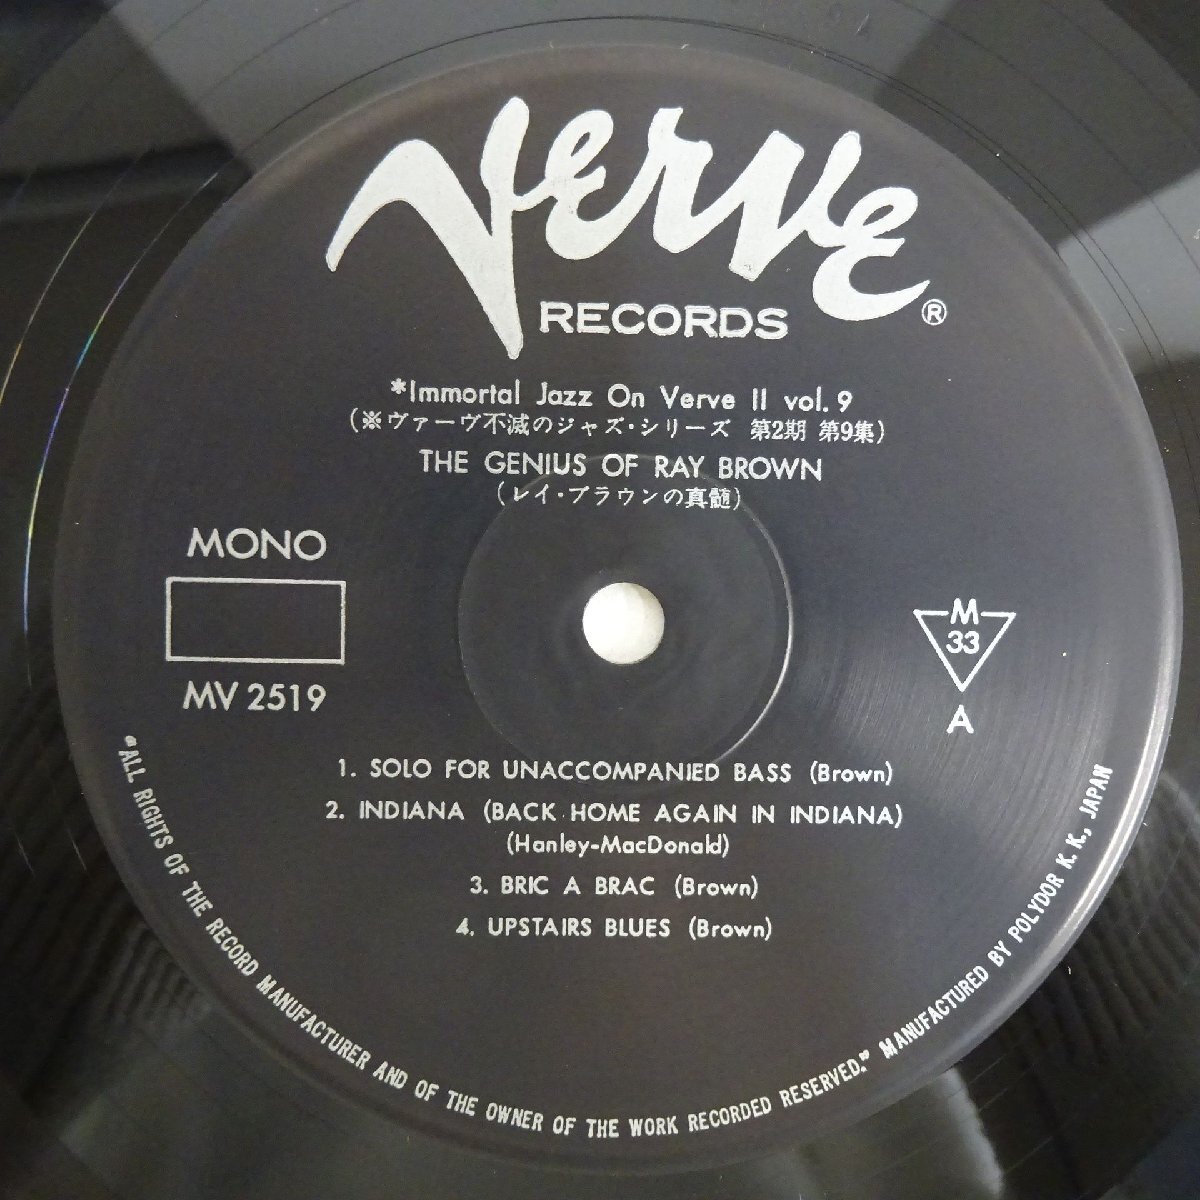 Verve
RECORDS ®
*Immortal Jazz On Verve II vol. 9
(※ヴァーヴ不滅のジャズ・シリーズ 第2期 第9集)
THE GENIUS OF RAY BROWN
(レイ・ブラウンの真髄)
MONO
MV 2519
M
33
A
1. SOLO FOR UNACCOMPANIED BASS (Brown)
2. INDIANA (BACK HOME AGAIN IN INDIANA)
(Hanley-MacDonald)
3. BRIC A BRAC (Brown)
4. UPSTAIRS BLUES (Brown)
"ALL RIGHTS OF THE RECORD MANUFACTURER AND OF THE OWNER OF THE WORK RECORDED RESERVED." MANUFACTURED BY POLYDOR K. K., JAPAN